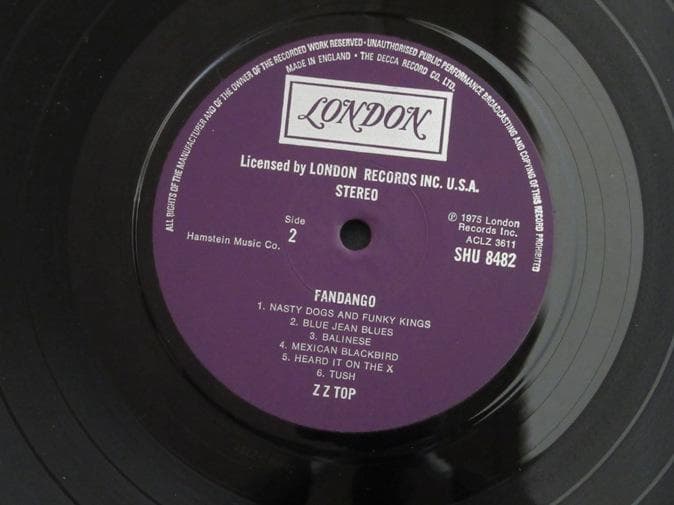 ALL RIGHTS OF THE MANUFACTURER AND OF THE OWNER OF THE RECORDED WORK RESERVED · UNAUTHORISED PUBLIC PERFORMANCE BROADCASTING AND COPYING OF THIS RECORD PROHIBITED
MADE IN ENGLAND · THE DECCA RECORD CO. LTD.
LONDON
Licensed by LONDON RECORDS INC. U.S.A.
STEREO
Side
2
Hamstein Music Co.
℗ 1975 London
Records Inc.
ACLZ 3611
SHU 8482
FANDANGO
1. NASTY DOGS AND FUNKY KINGS
2. BLUE JEAN BLUES
3. BALINESE
4. MEXICAN BLACKBIRD
5. HEARD IT ON THE X
6. TUSH
Z Z TOP